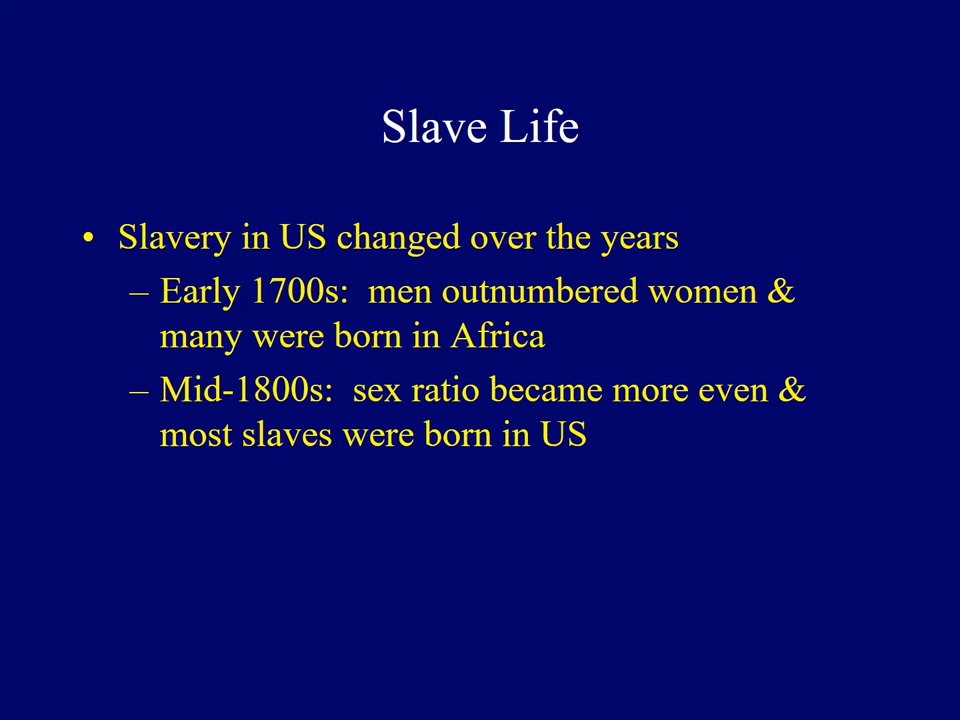 Slave Life
• Slavery in US changed over the years
– Early 1700s:  men outnumbered women &
many were born in Africa
– Mid-1800s:  sex ratio became more even &
most slaves were born in US